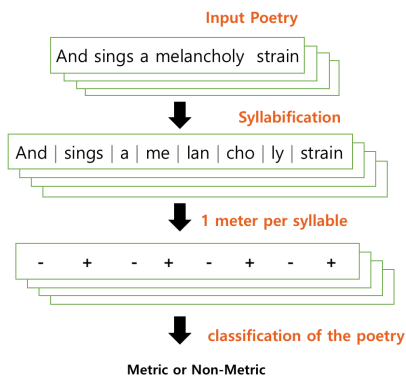 Input Poetry
And sings a melancholy strain
Syllabification
And | sings | a | me | lan | cho | ly | strain
1 meter per syllable
- + - + - + - +
classification of the poetry
Metric or Non-Metric